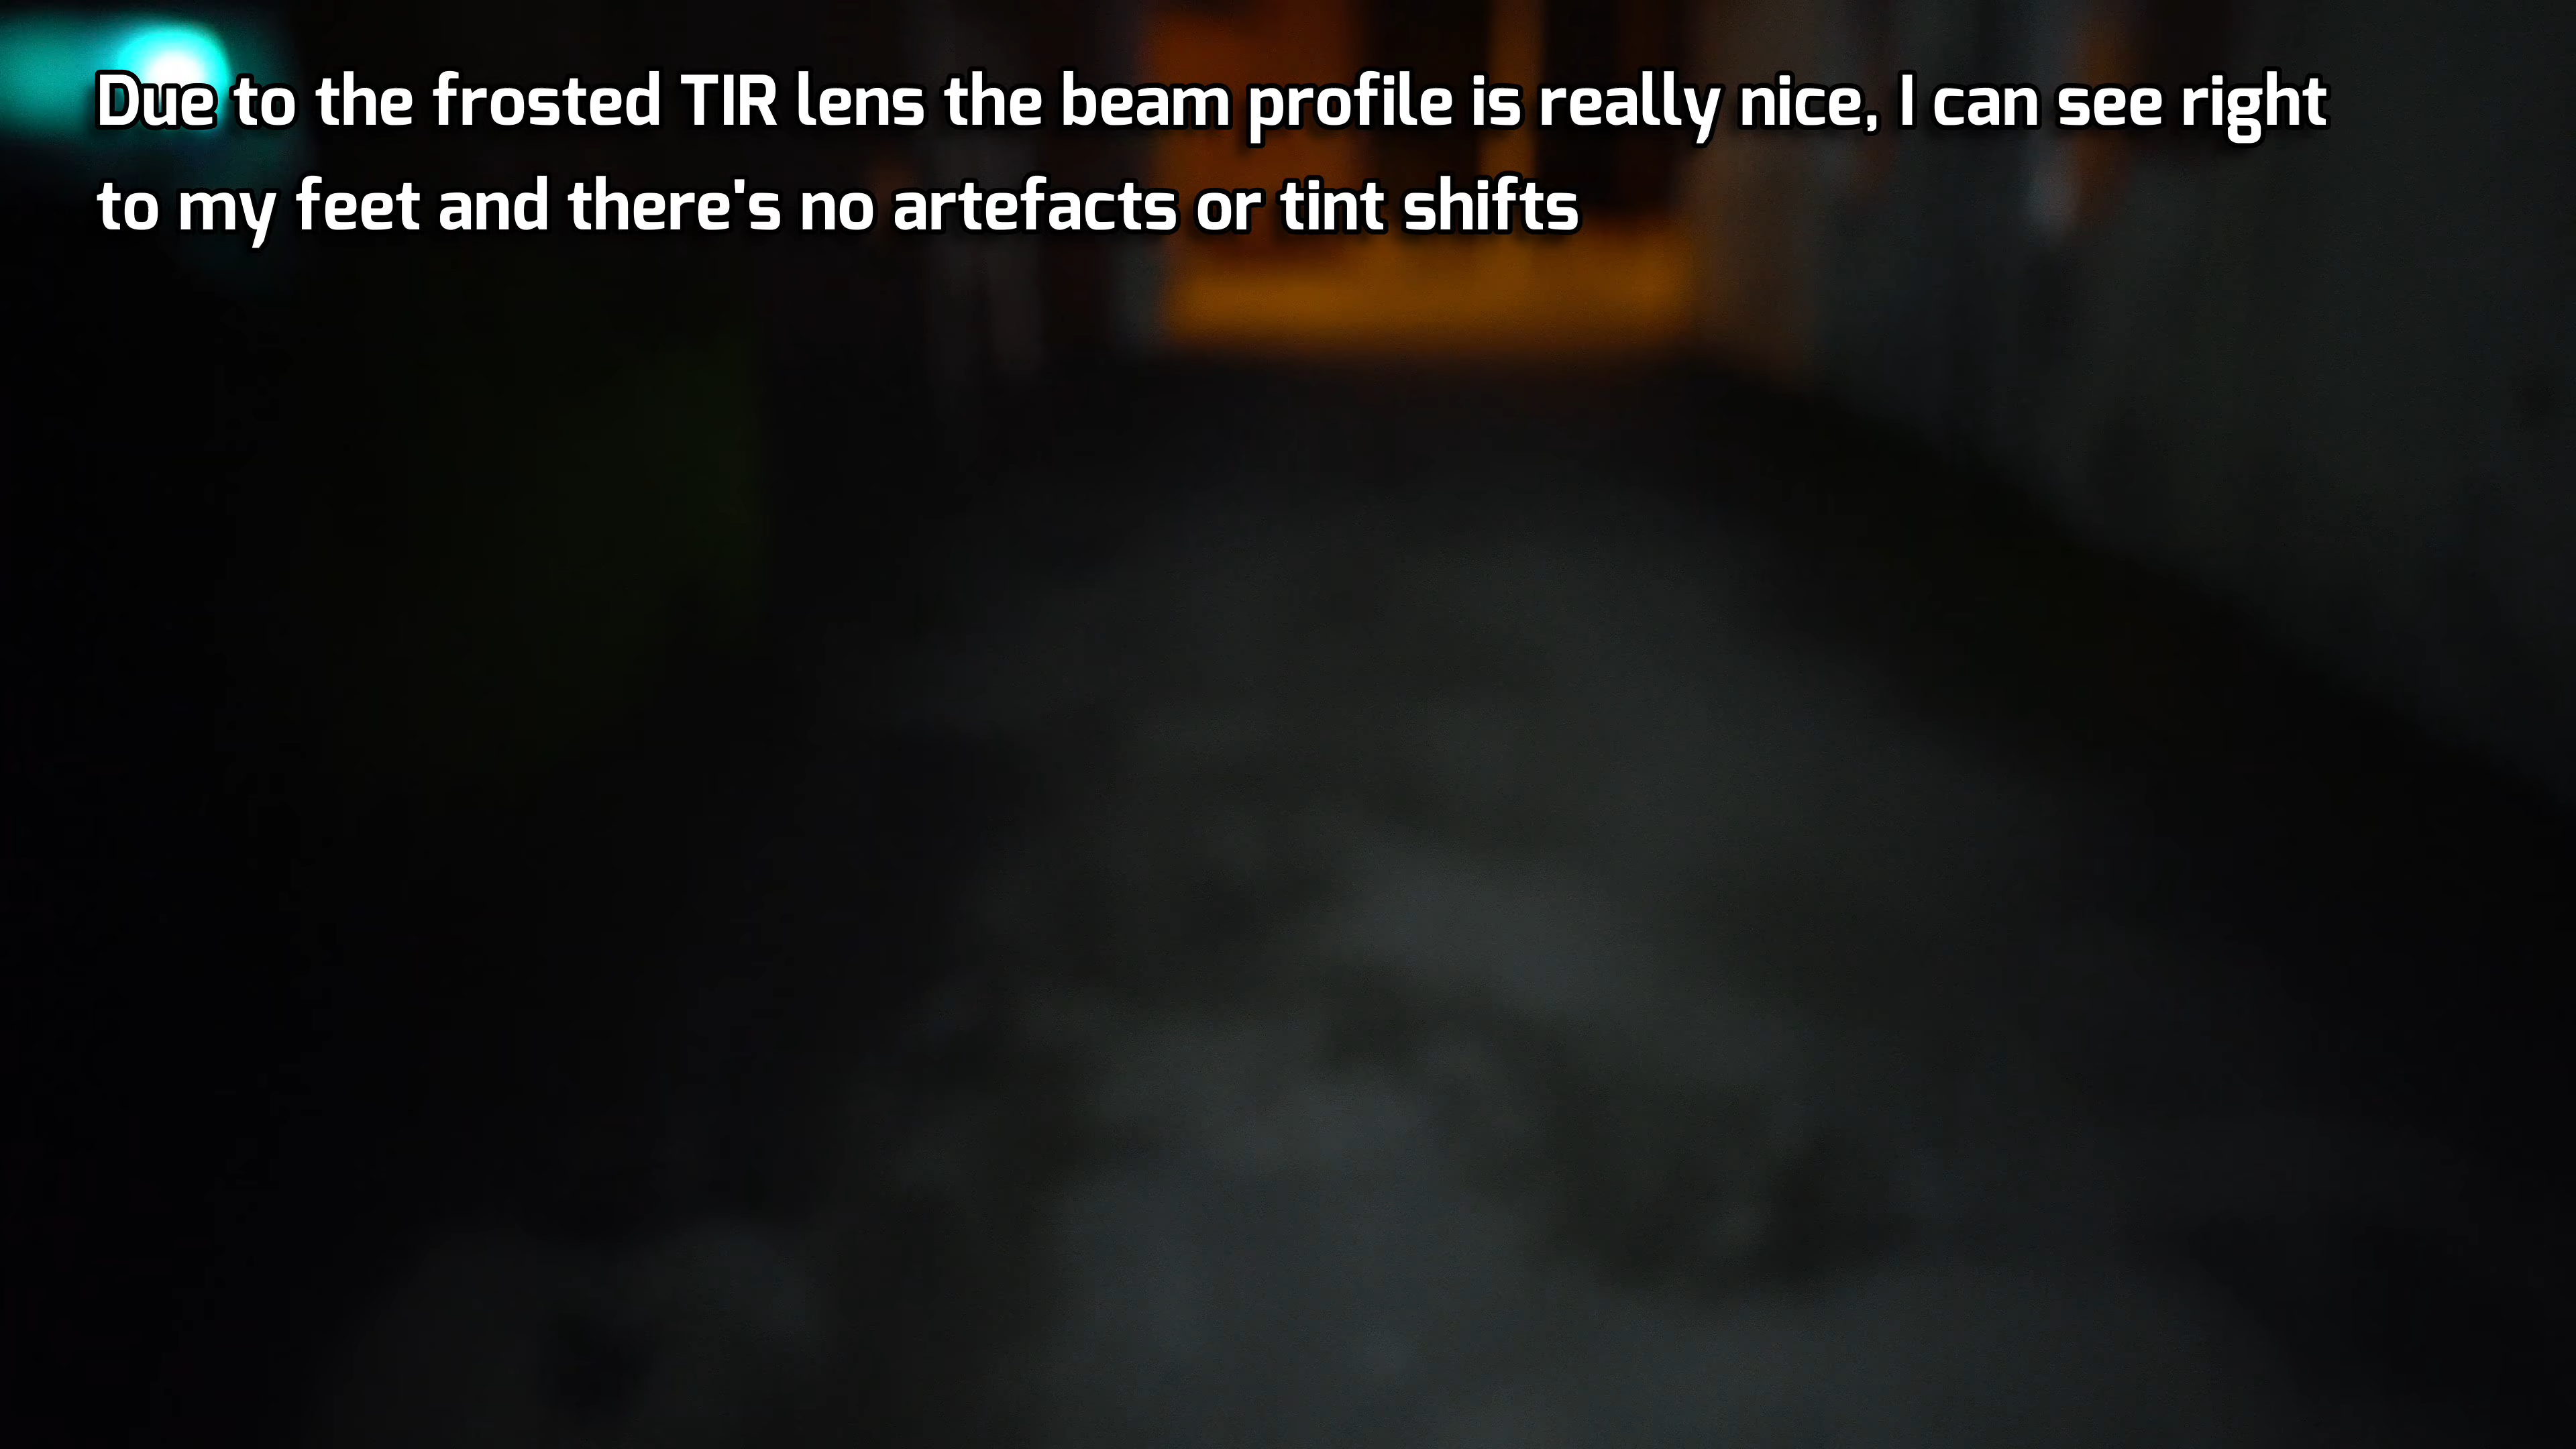 Due to the frosted TIR lens the beam profile is really nice, I can see right
to my feet and there's no artefacts or tint shifts